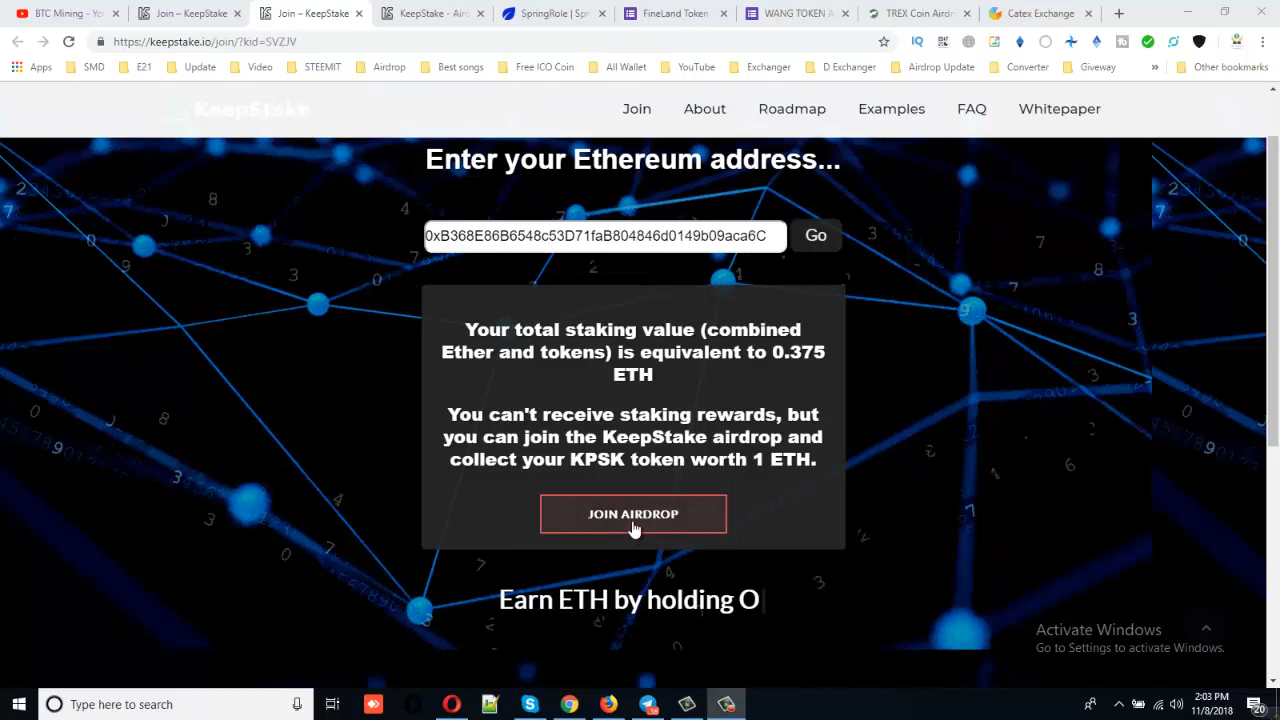 BTC Mining - Yo
Join – KeepStake
Join – KeepStake
KeepStake - Airc
SpringRole | Spr
FineLand Token
WANG TOKEN A
TREX Coin Airdr
Catex Exchange
https://keepstake.io/join/?kid=SVZJV
Apps
SMD
E21
Update
Video
STEEMIT
Airdrop
Best songs
Free ICO Coin
All Wallet
YouTube
Exchanger
D Exchanger
Airdrop Update
Converter
Giveway
»
Other bookmarks
KeepStake
Join
About
Roadmap
Examples
FAQ
Whitepaper
Enter your Ethereum address...
0xB368E86B6548c53D71faB804846d0149b09aca6C
Go
Your total staking value (combined
Ether and tokens) is equivalent to 0.375
ETH
You can't receive staking rewards, but
you can join the KeepStake airdrop and
collect your KPSK token worth 1 ETH.
JOIN AIRDROP
Earn ETH by holding O
Activate Windows
Go to Settings to activate Windows.
Type here to search
2:03 PM
11/8/2018
20